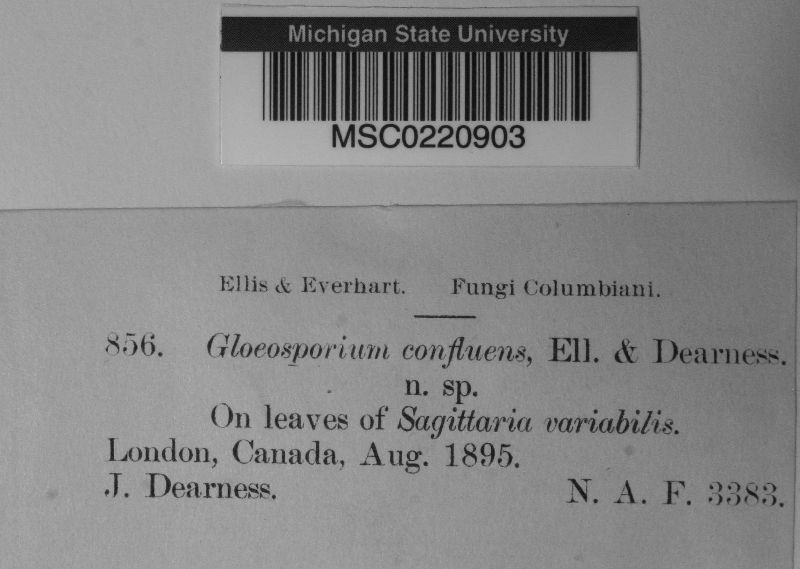 Michigan State University
MSC0220903
Ellis & Everhart. Fungi Columbiani.
856. Gloeosporium confluens, Ell. & Dearness.
n. sp.
On leaves of Sagittaria variabilis.
London, Canada, Aug. 1895.
J. Dearness. N. A. F. 3383.